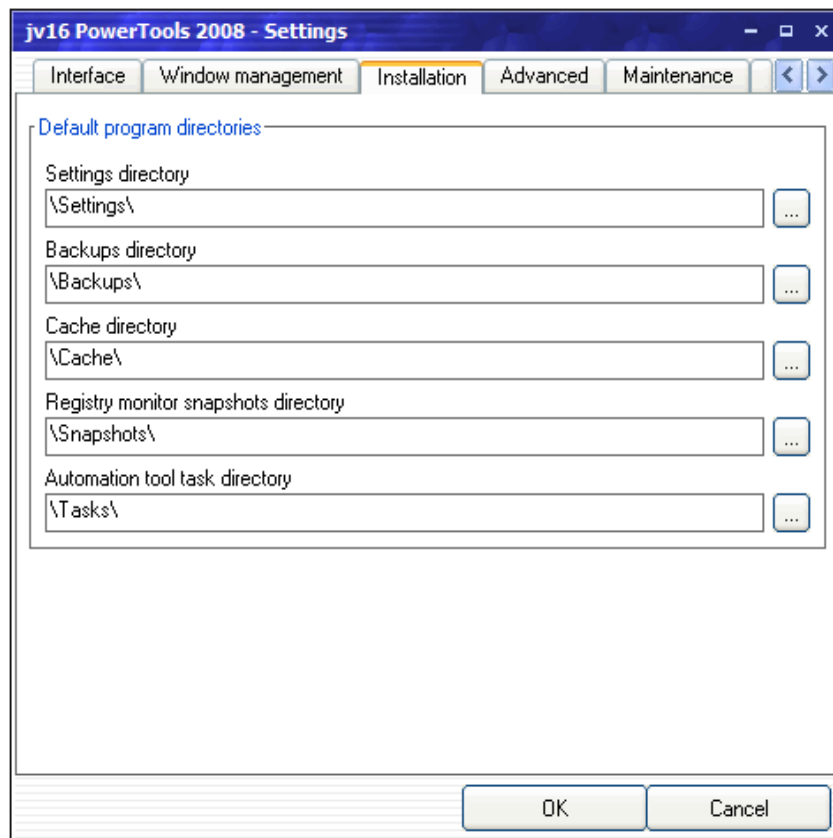 jv16 PowerTools 2008 - Settings
Interface Window management Installation Advanced Maintenance
Default program directories
Settings directory
\Settings\
...
Backups directory
\Backups\
...
Cache directory
\Cache\
...
Registry monitor snapshots directory
\Snapshots\
...
Automation tool task directory
\Tasks\
...
OK Cancel